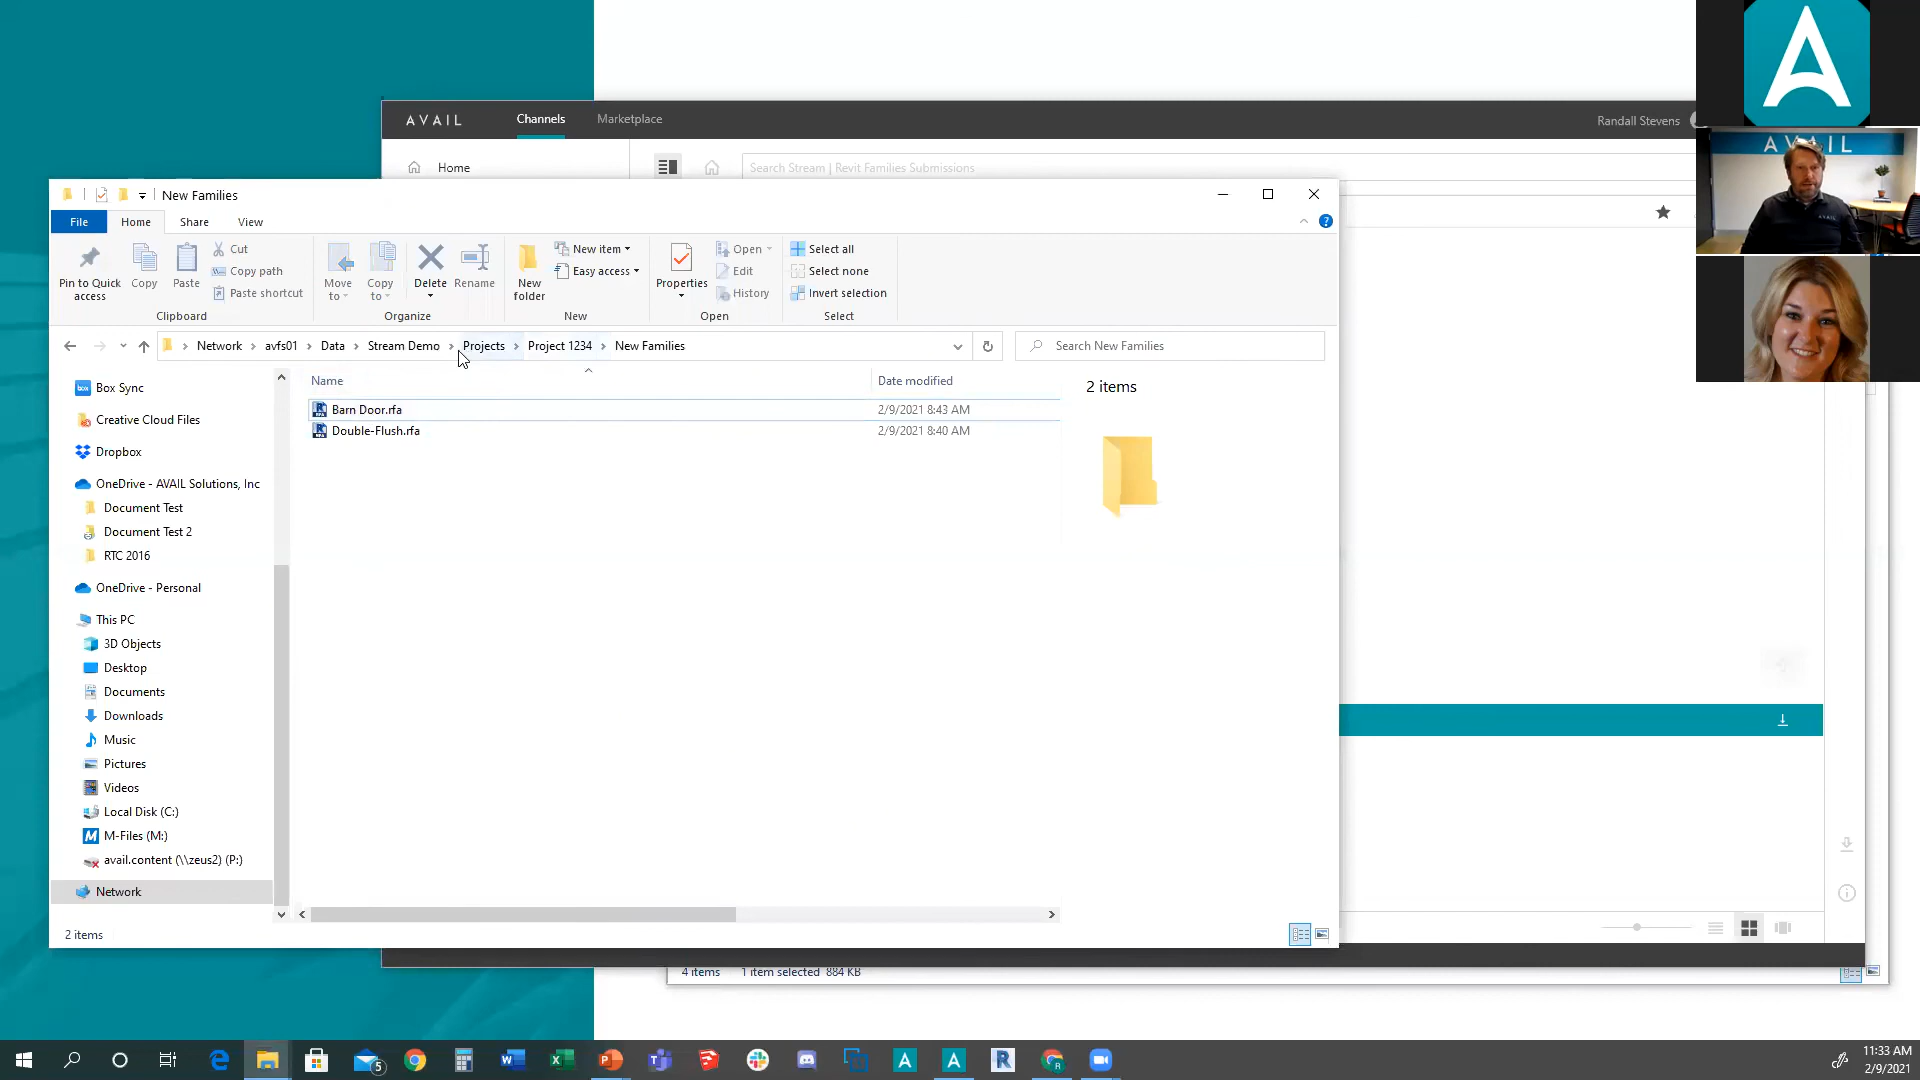 AVAIL
Channels
Marketplace
Randall Stevens
Home
Search Stream | Revit Families Submissions
AVAIL
AVAIL
New Families
File
Home
Share
View
Pin to Quick access
Copy
Paste
Cut
Copy path
Paste shortcut
Clipboard
Move to
Copy to
Delete
Rename
Organize
New folder
New item
Easy access
New
Properties
Open
Edit
History
Open
Select all
Select none
Invert selection
Select
Network
avfs01
Data
Stream Demo
Projects
Project 1234
New Families
Search New Families
Name
Date modified
Barn Door.rfa
2/9/2021 8:43 AM
Double-Flush.rfa
2/9/2021 8:40 AM
2 items
Box Sync
Creative Cloud Files
Dropbox
OneDrive - AVAIL Solutions, Inc
Document Test
Document Test 2
RTC 2016
OneDrive - Personal
This PC
3D Objects
Desktop
Documents
Downloads
Music
Pictures
Videos
Local Disk (C:)
M-Files (M:)
avail.content (\\zeus2) (P:)
Network
2 items
4 items
1 item selected 884 KB
5
11:33 AM
2/9/2021